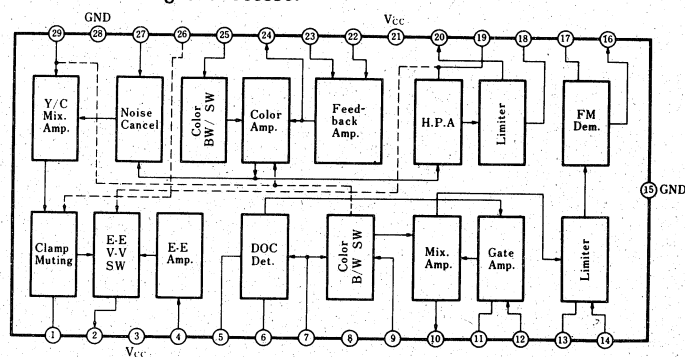 GND
VCC
29 28 27 26 25 24 23 22 21 20 19 18 17 16
Y/C
Mix.
Amp.
Noise
Cancel
Color
BW/ SW
Color
Amp.
Feed-
back
Amp.
H.P.A
Limiter
FM
Dem.
15 GND
Clamp
Muting
E-E
V-V
SW
E-E
Amp.
DOC
Det.
Color
B/W SW
Mix.
Amp.
Gate
Amp.
Limiter
1 2 3 4 5 6 7 8 9 10 11 12 13 14
VCC